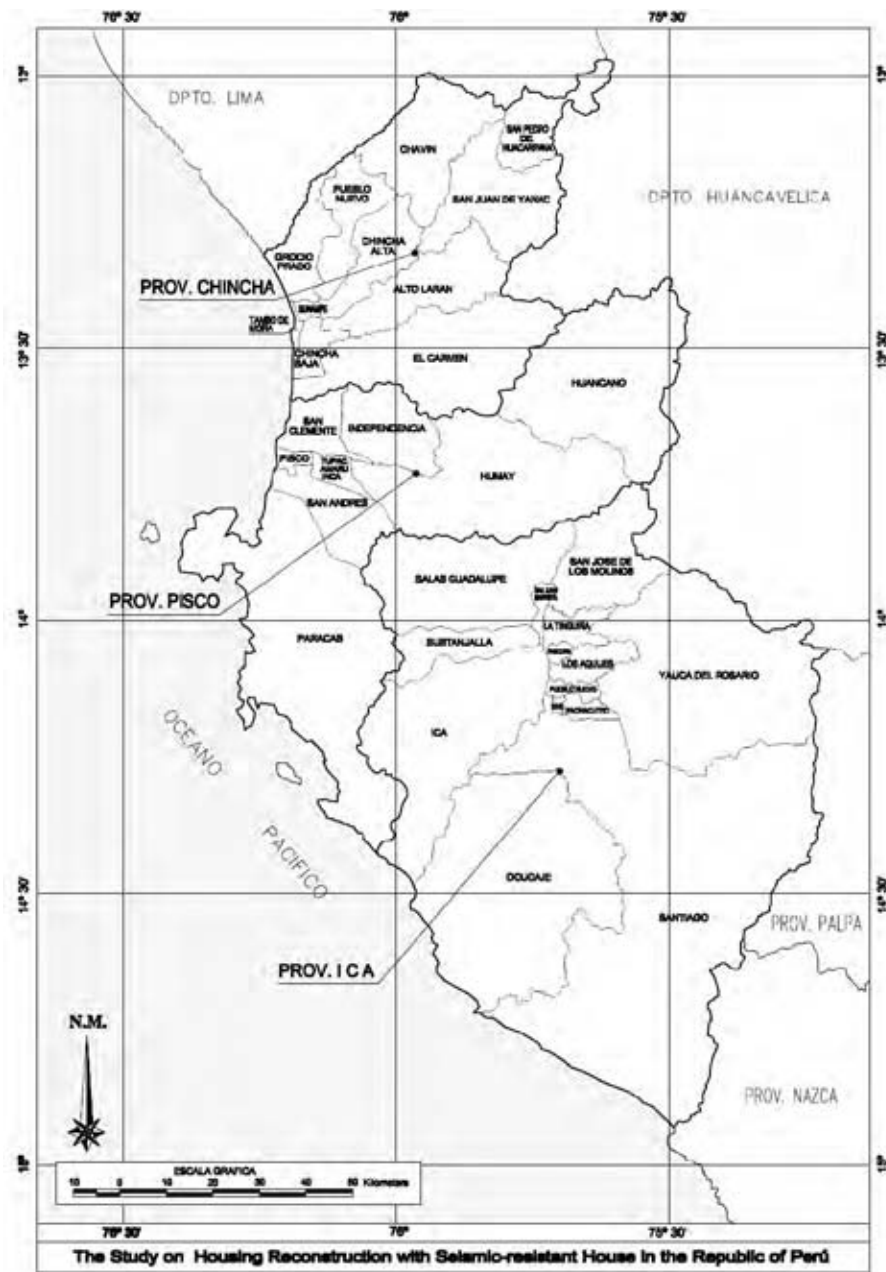 76° 30'
76°
75° 30'
13°
13°
DPTO. LIMA
SAN PEDRO
DE
HUACARPANA
CHAVIN
PUEBLO
NUEVO
SAN JUAN DE YANAC
DPTO. HUANCAVELICA
CHINCHA
ALTA
GROCIO
PRADO
PROV. CHINCHA
ALTO LARAN
SUNAMPE
TAMBO DE
MORA
13° 30'
13° 30'
CHINCHA
BAJA
EL CARMEN
HUANCANO
SAN
CLEMENTE
INDEPENDENCIA
PISCO
TUPAC
AMARU
INCA
HUMAY
SAN ANDRES
SALAS GUADALUPE
SAN JOSE DE
LOS MOLINOS
PROV. PISCO
14°
14°
LA TINGUIÑA
PARACAS
SUBTANJALLA
LOS AQUIJES
YAUCA DEL ROSARIO
PUEBLO NUEVO
PACHACUTEC
OCEANO
PACIFICO
ICA
OCUCAJE
14° 30'
14° 30'
SANTIAGO
PROV. PALPA
PROV. I C A
N.M.
PROV. NAZCA
15°
15°
ESCALA GRAFICA
10 0 10 20 30 40 50 Kilometers
76° 30'
76°
75° 30'
The Study on Housing Reconstruction with Seismic-resistant House in the Republic of Perú